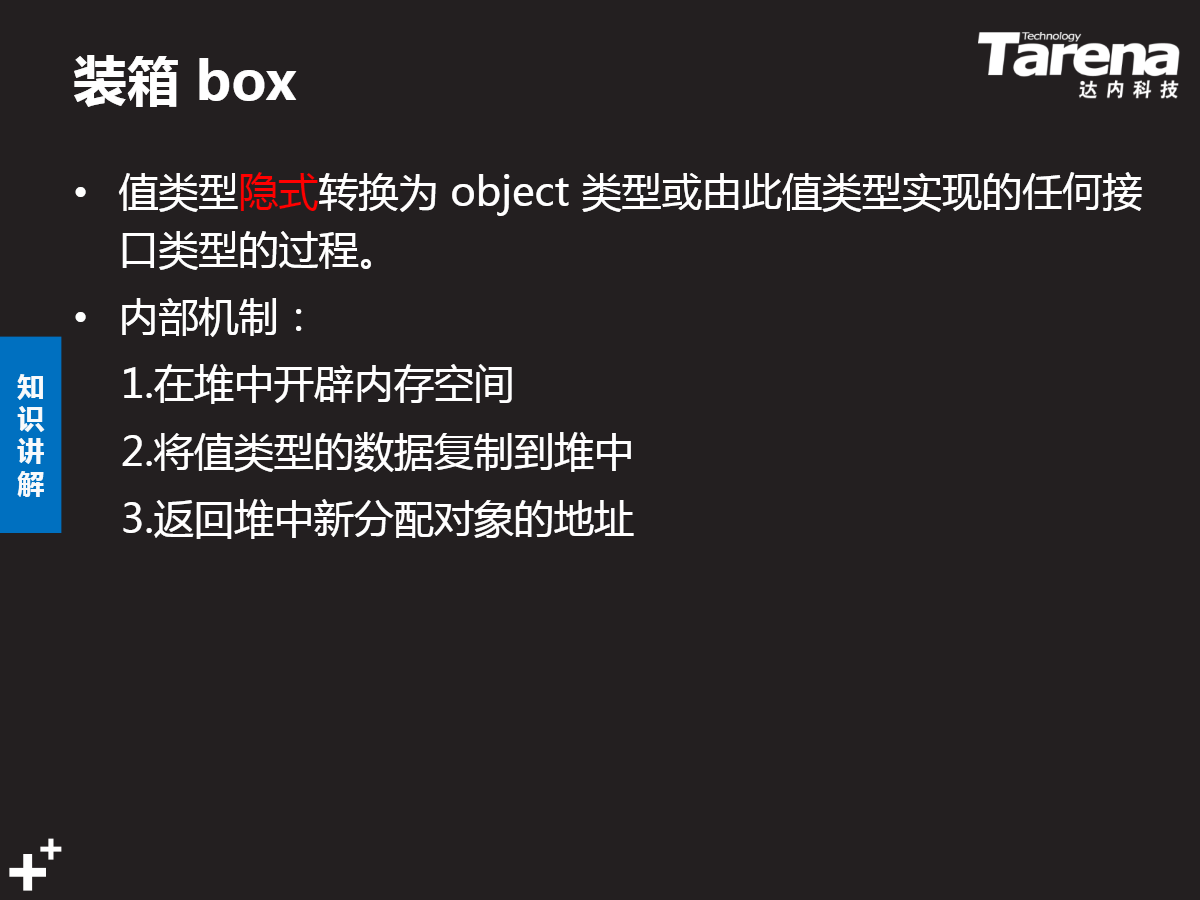 装箱 box
Technology
Tarena
达内科技
• 值类型隐式转换为 object 类型或由此值类型实现的任何接
口类型的过程。
• 内部机制：
1.在堆中开辟内存空间
2.将值类型的数据复制到堆中
3.返回堆中新分配对象的地址
知
识
讲
解